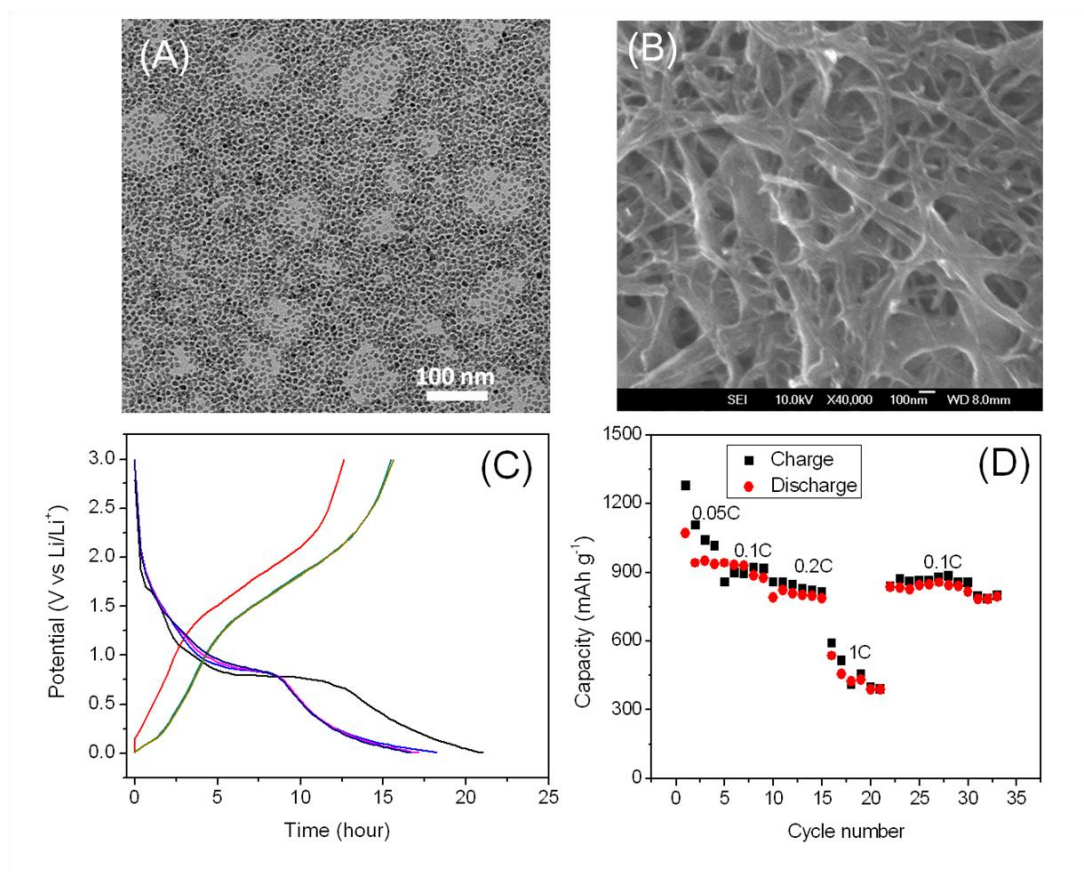 (A)
100 nm
(B)
SEI 10.0kV X40,000 100nm WD 8.0mm
(C)
3.0
2.5
2.0
1.5
1.0
0.5
0.0
Potential (V vs Li/Li⁺)
0 5 10 15 20 25
Time (hour)
(D)
1500
1200
900
600
300
0
Capacity (mAh g⁻¹)
Charge
Discharge
0.05C
0.1C
0.2C
1C
0.1C
0 5 10 15 20 25 30 35
Cycle number